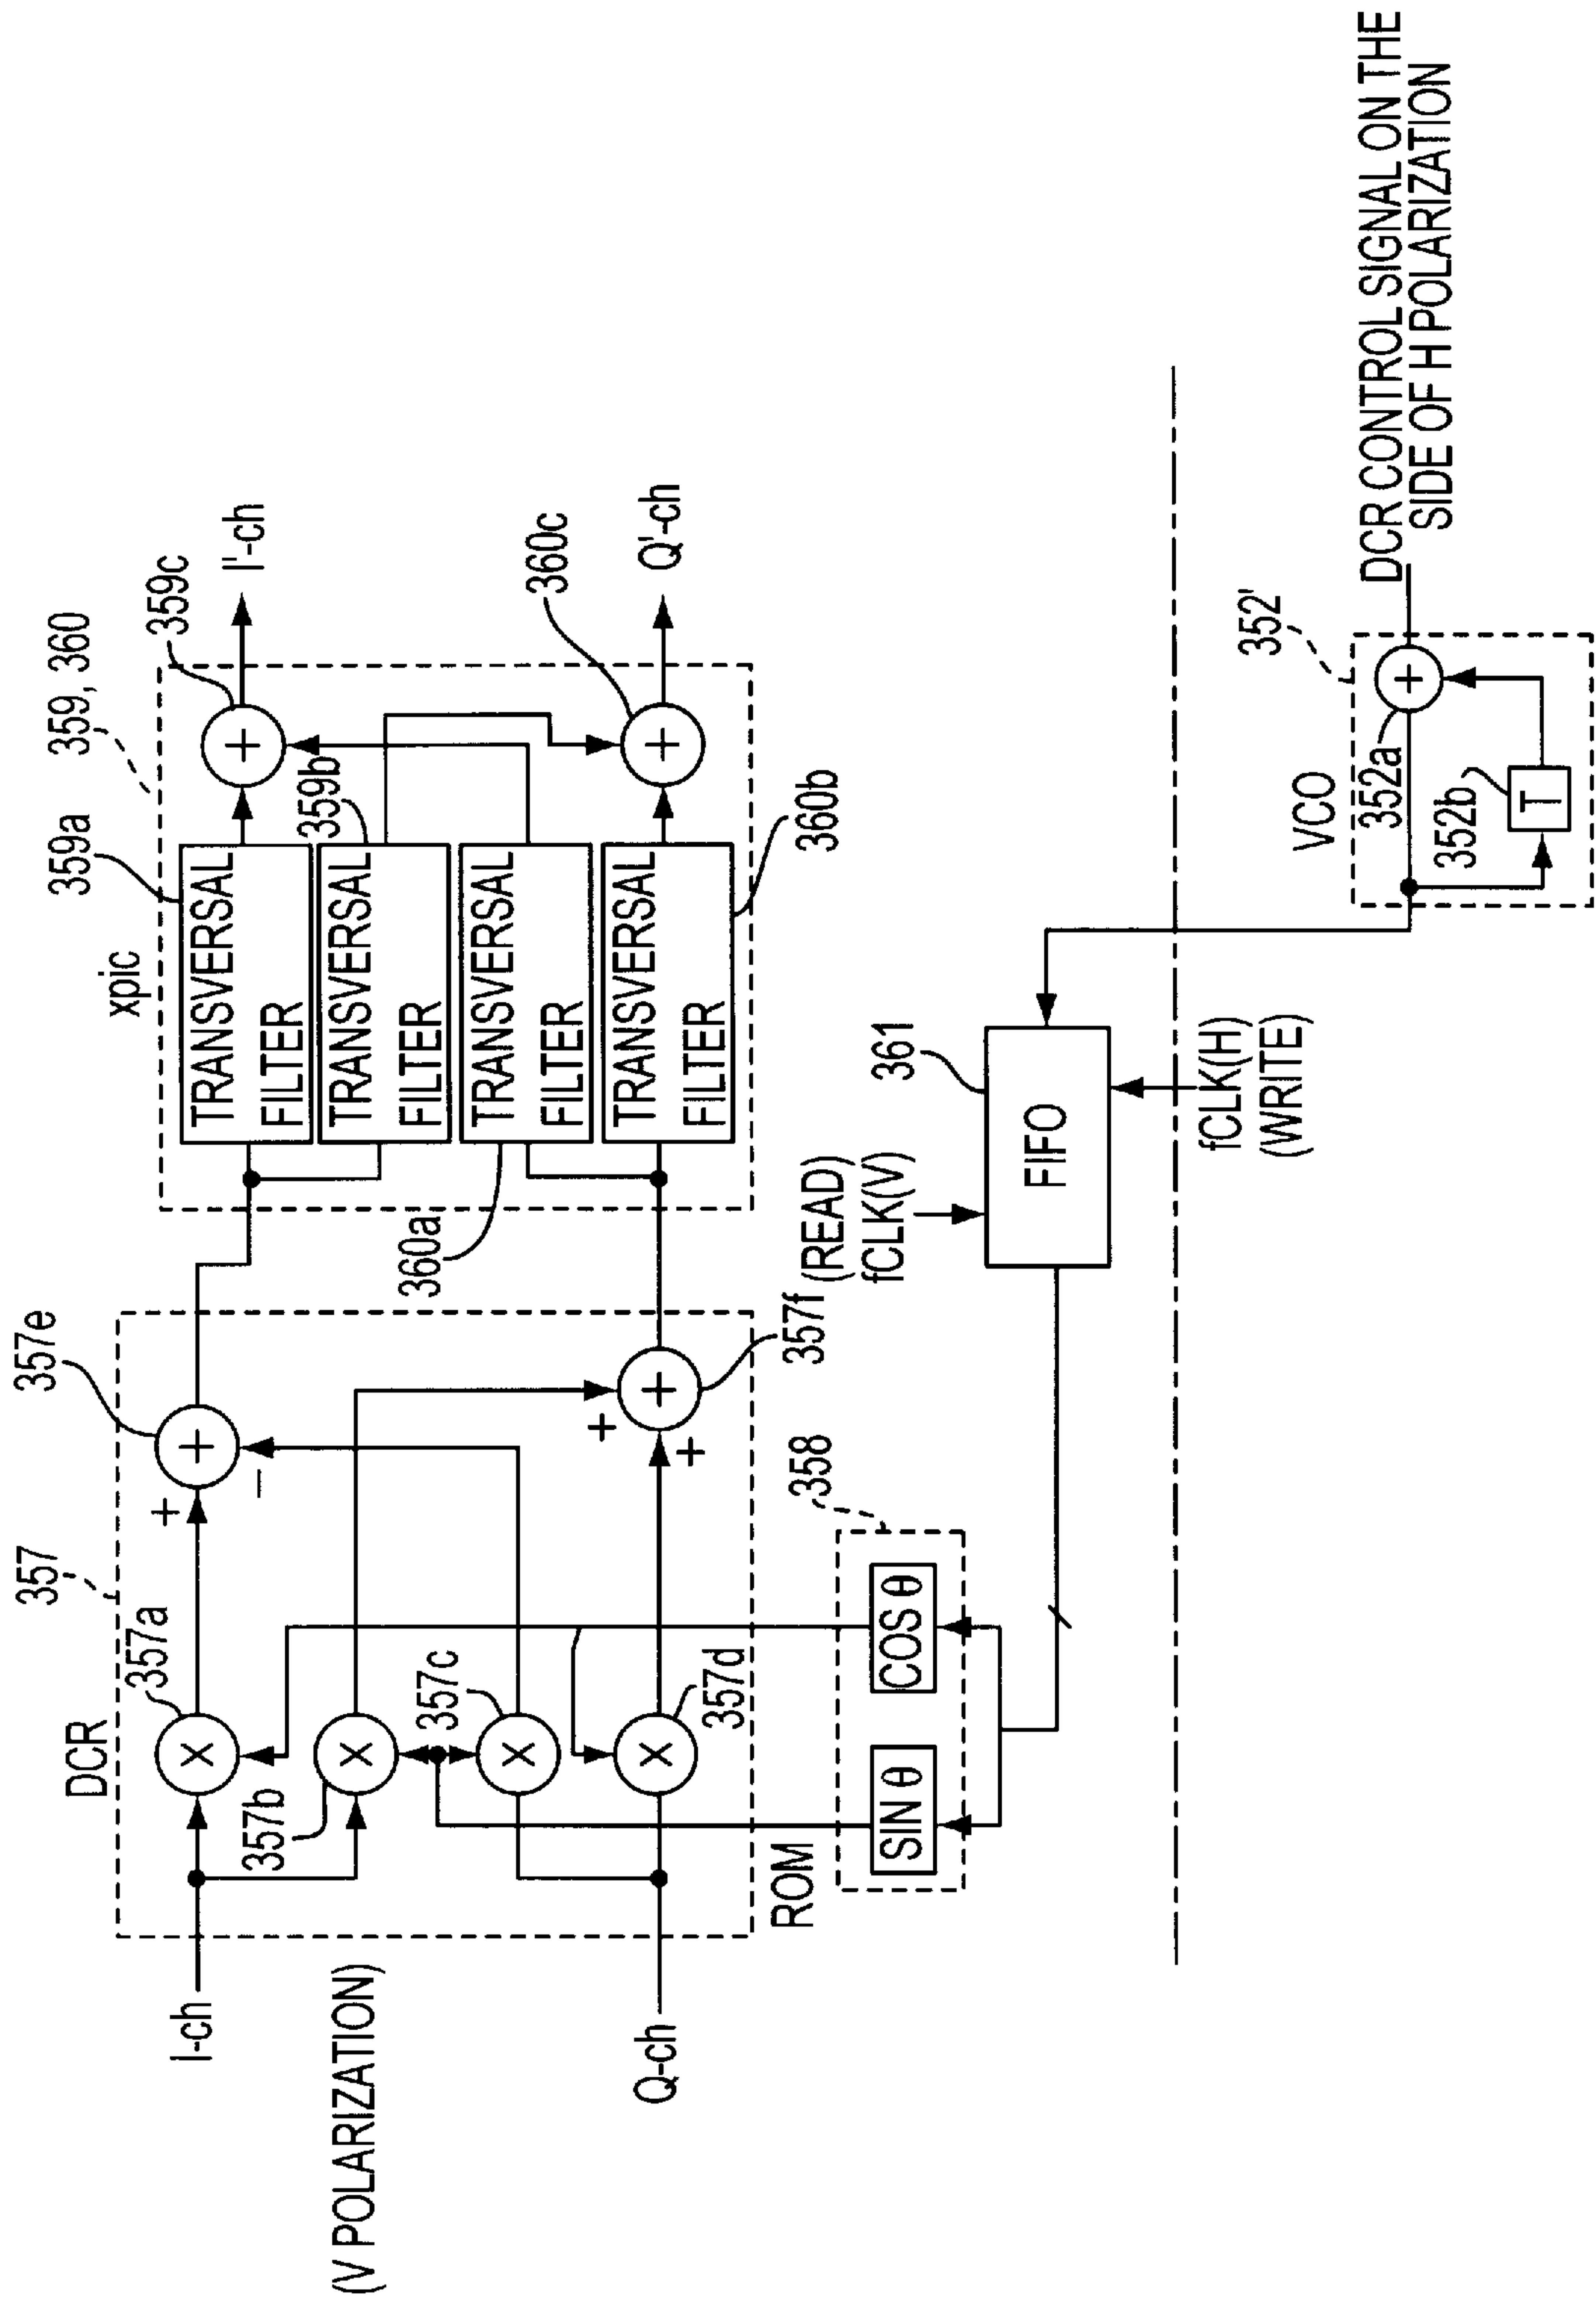 357
DCR
357a
357e
I-ch
+
−
+
X
357b
X
357c
X
357d
X
357f
+
+
+
(V POLARIZATION)
Q-ch
359, 360
xpic
359a
359c
I'-ch
TRANSVERSAL
FILTER
+
359b
TRANSVERSAL
FILTER
360a
TRANSVERSAL
FILTER
360b
TRANSVERSAL
FILTER
360c
+
Q'-ch
ROM
358
SIN θ
COS θ
(READ)
fCLK(V)
361
FIFO
fCLK(H)
(WRITE)
VCO
352'
352a
+
352b
T
DCR CONTROL SIGNAL ON THE
SIDE OF H POLARIZATION